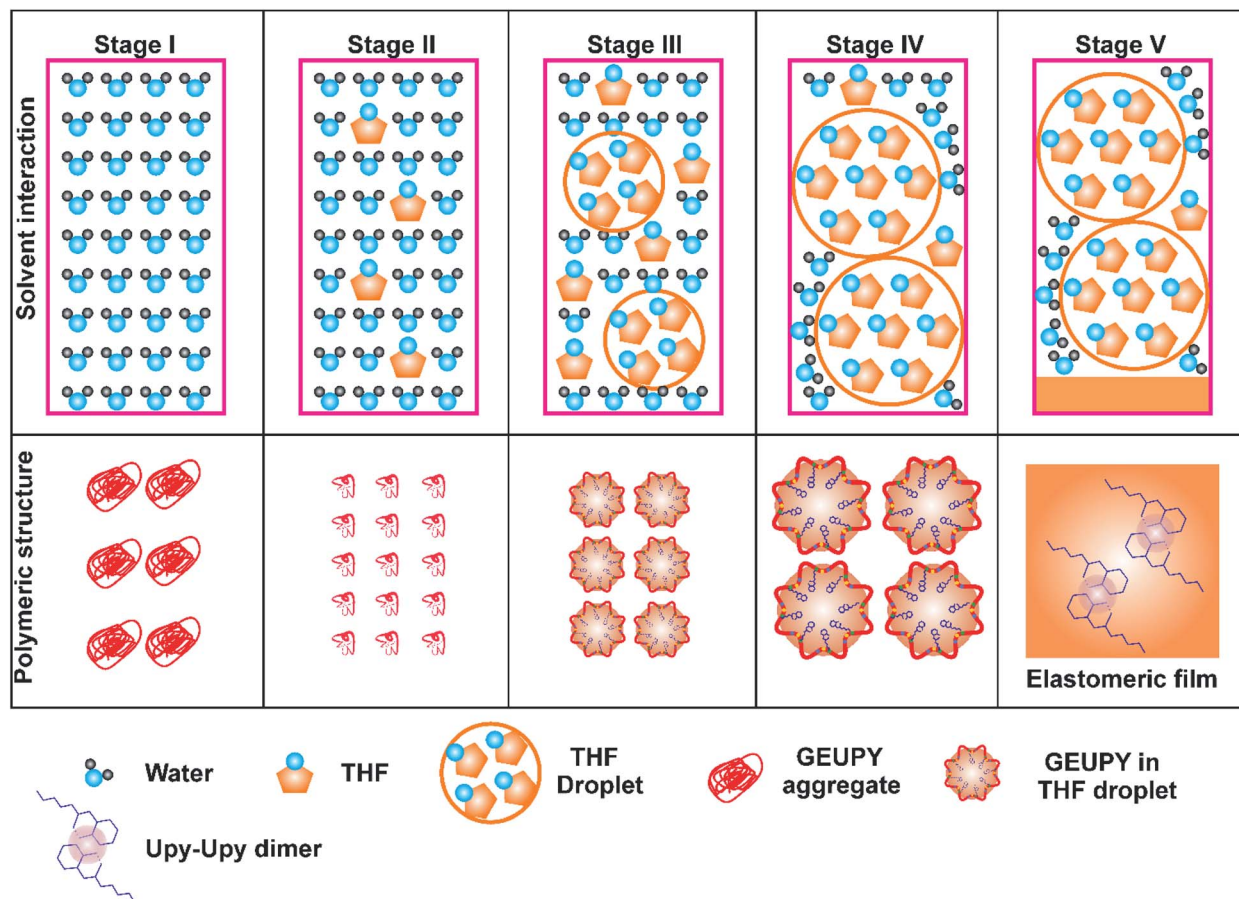 Stage I
Stage II
Stage III
Stage IV
Stage V
Solvent interaction
Polymeric structure
Elastomeric film
Water
THF
THF
Droplet
GEUPY
aggregate
GEUPY in
THF droplet
Upy-Upy dimer